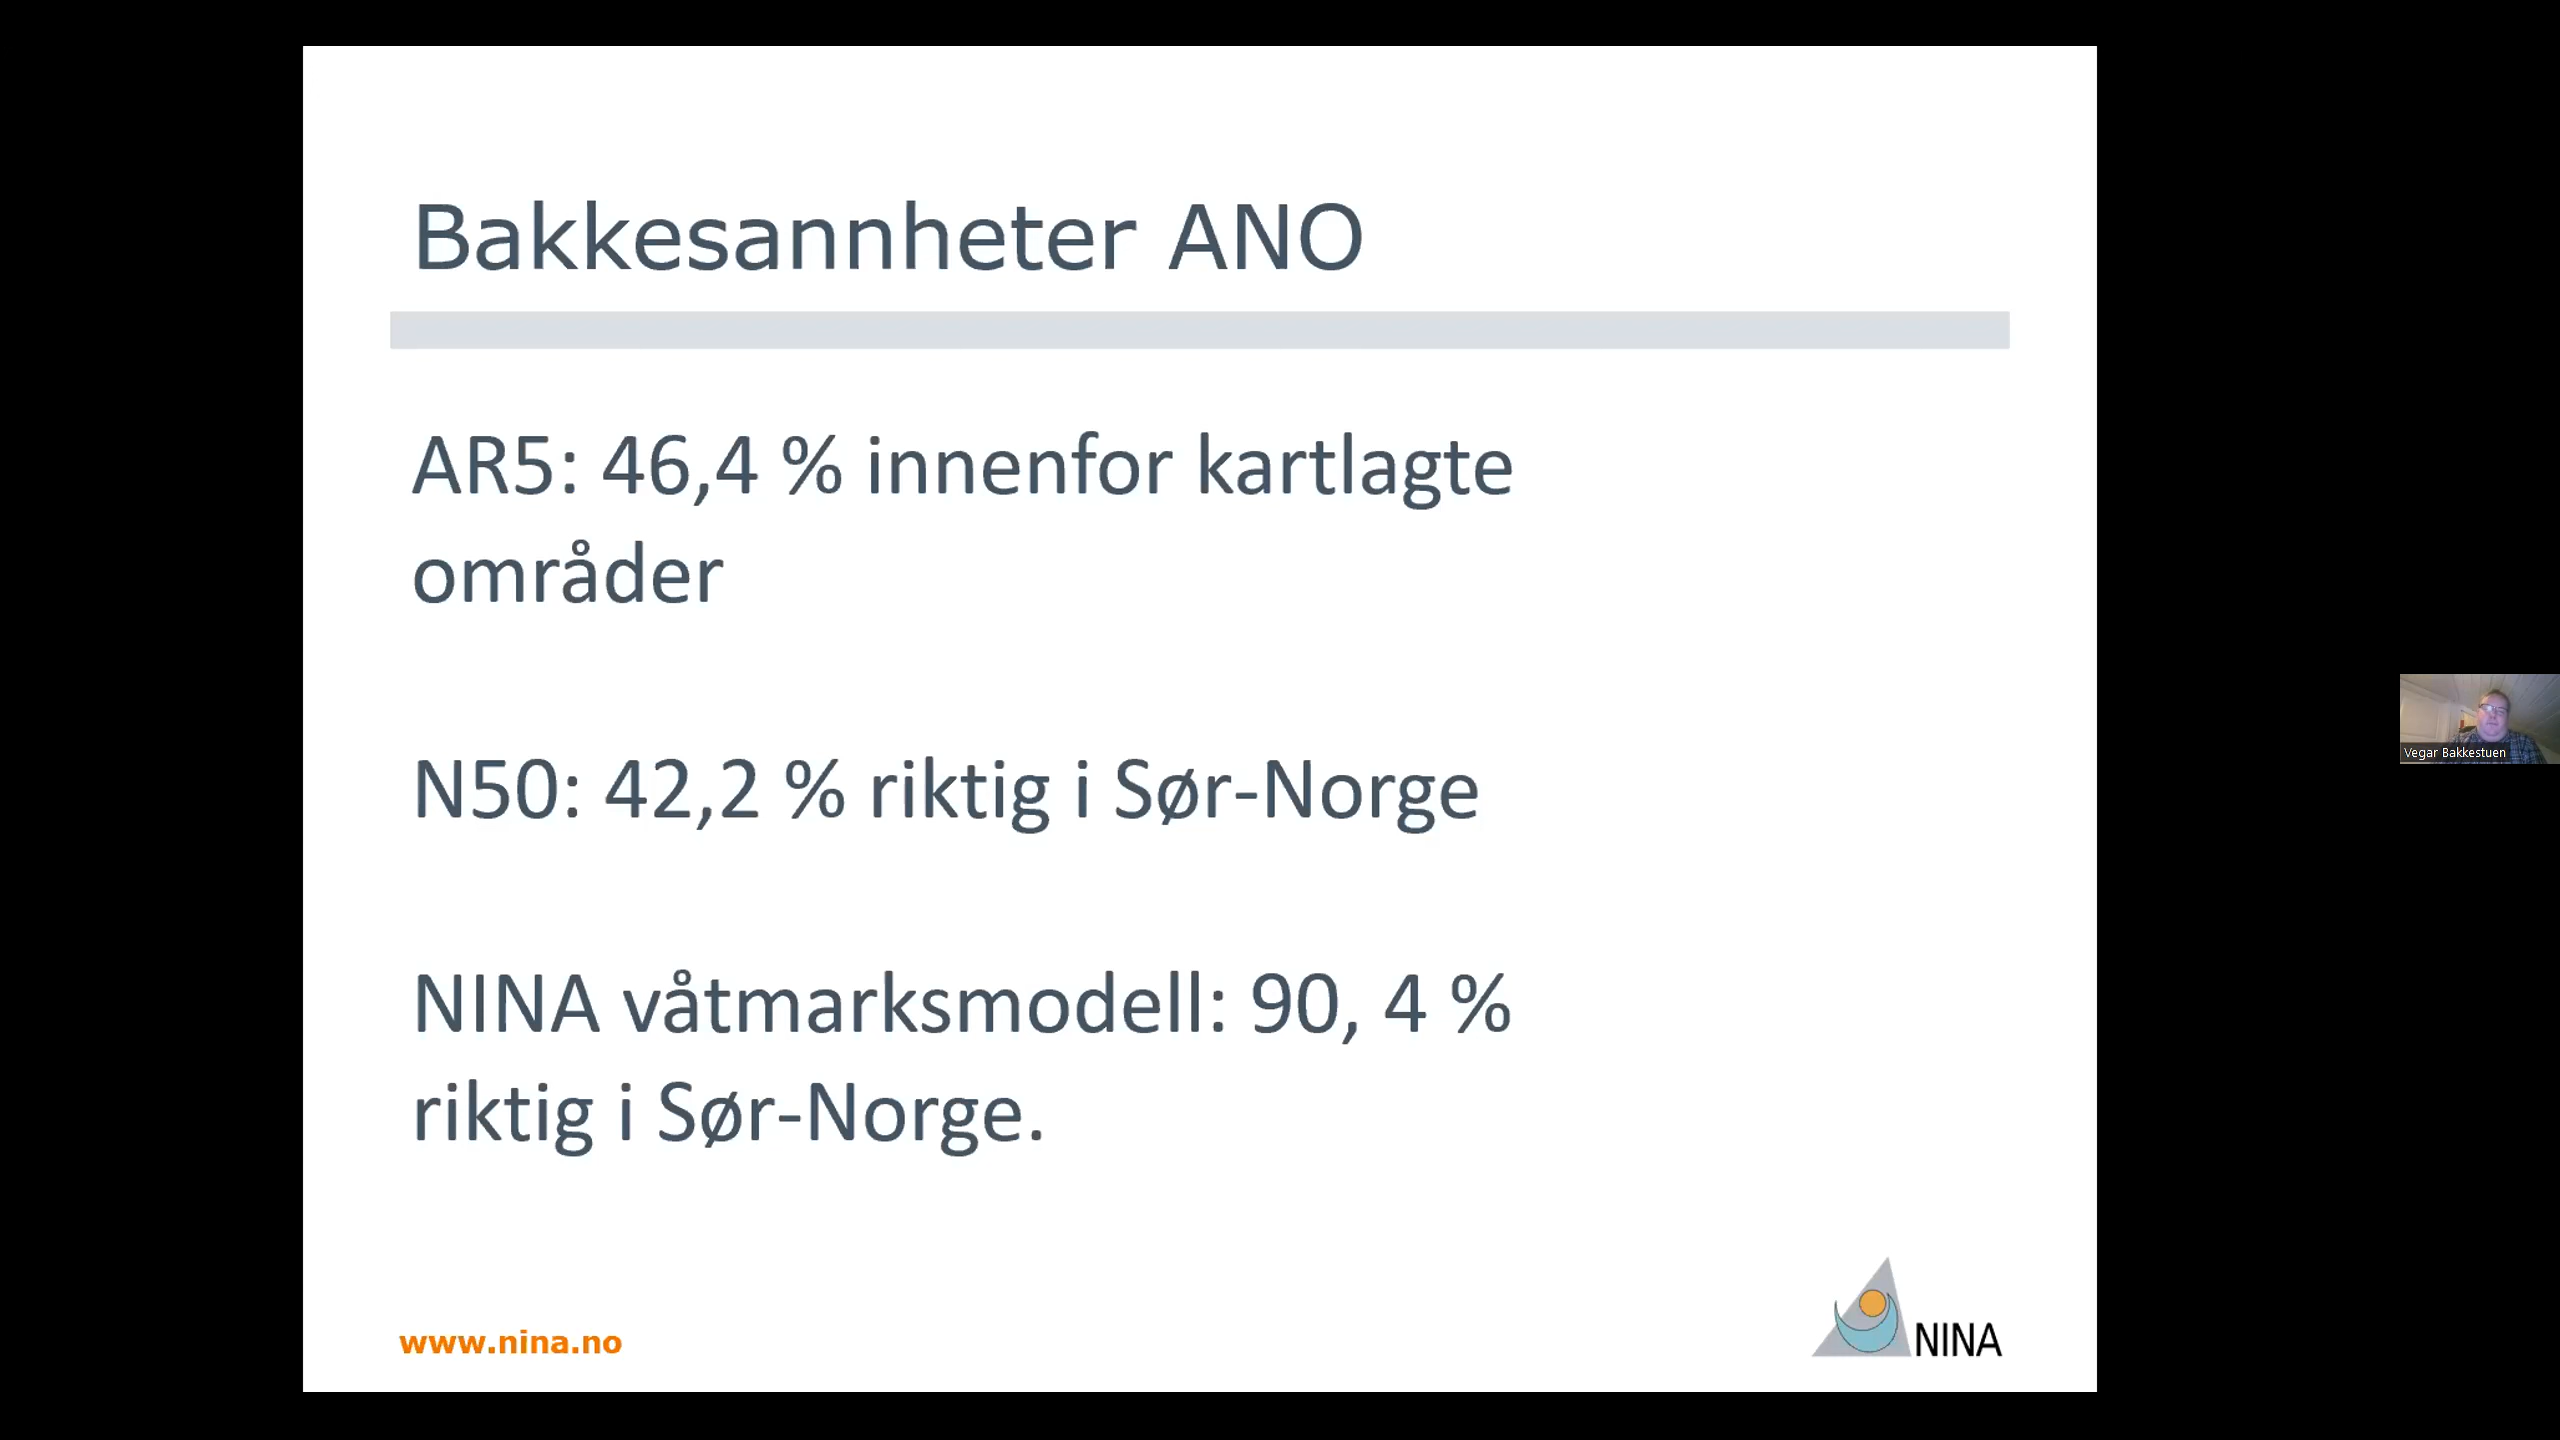 Bakkesannheter ANO
AR5: 46,4 % innenfor kartlagte
områder
N50: 42,2 % riktig i Sør-Norge
NINA våtmarksmodell: 90, 4 %
riktig i Sør-Norge.
www.nina.no
NINA
Vegar Bakkestuen